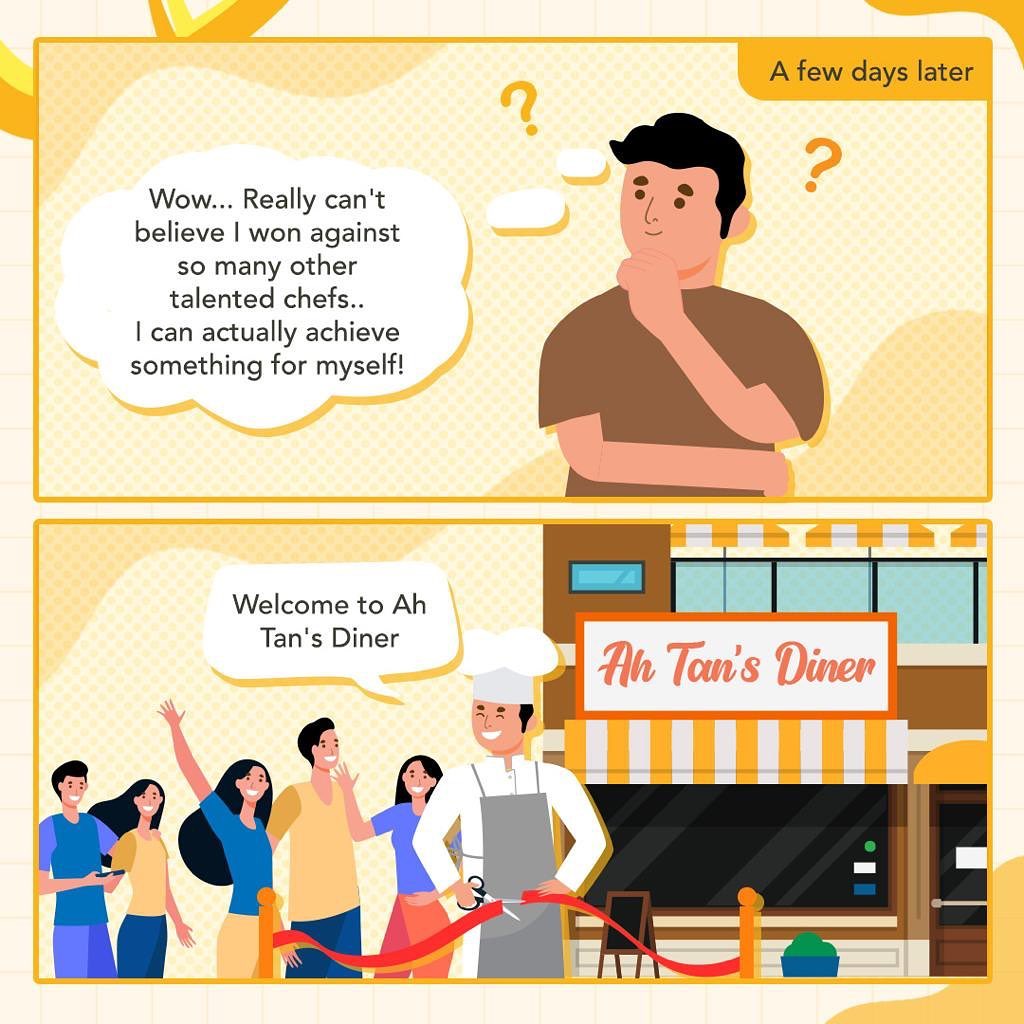 A few days later
Wow... Really can't
believe I won against
so many other
talented chefs..
I can actually achieve
something for myself!
Welcome to Ah
Tan's Diner
Ah Tan's Diner